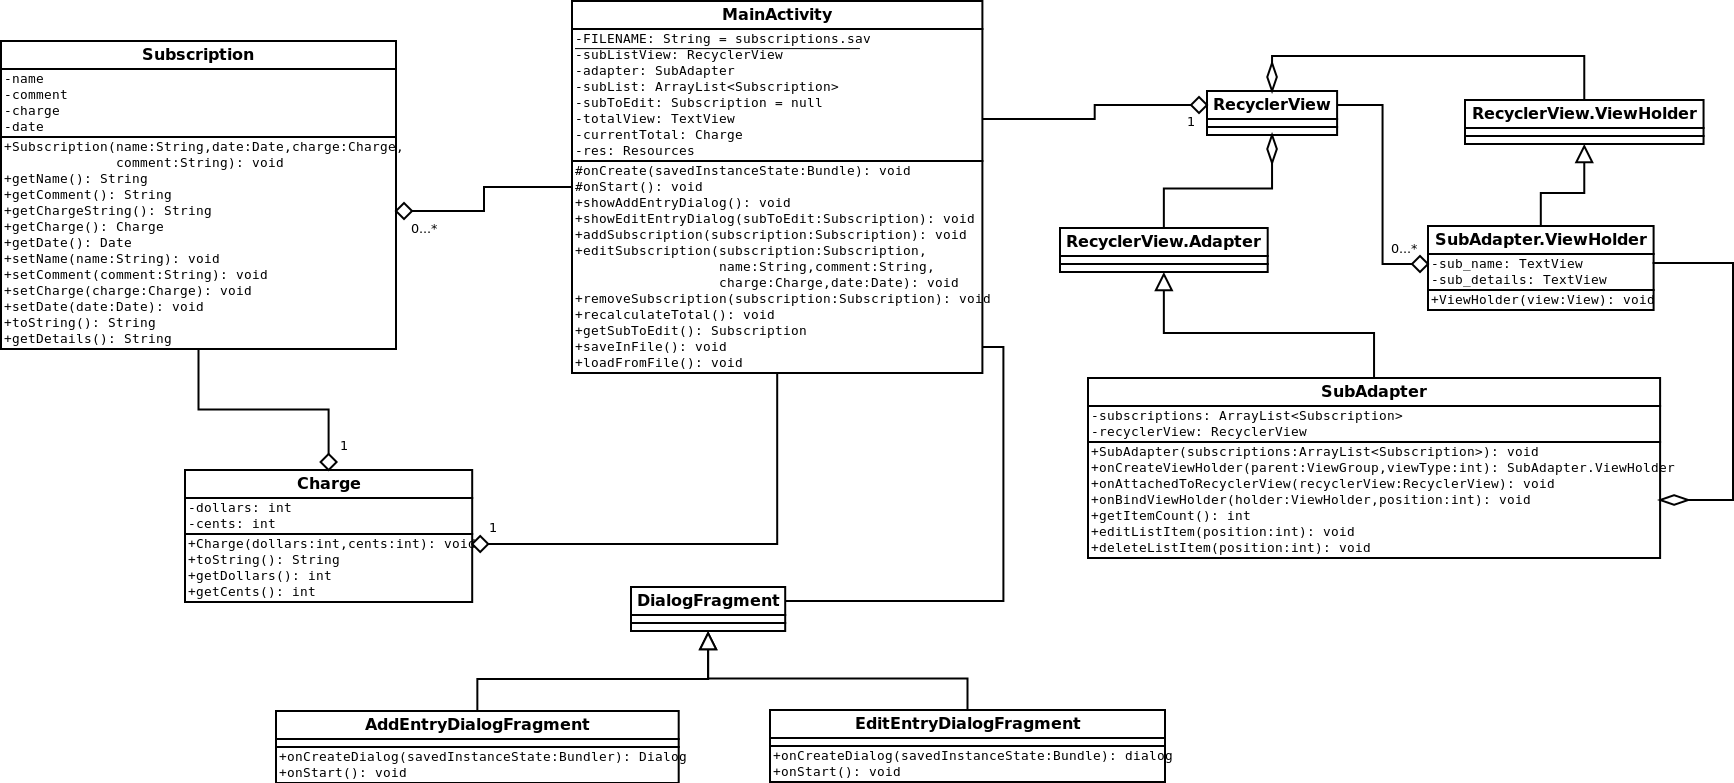 Subscription
-name
-comment
-charge
-date
+Subscription(name:String,date:Date,charge:Charge,
comment:String): void
+getName(): String
+getComment(): String
+getChargeString(): String
+getCharge(): Charge
+getDate(): Date
+setName(name:String): void
+setComment(comment:String): void
+setCharge(charge:Charge): void
+setDate(date:Date): void
+toString(): String
+getDetails(): String
0...*
MainActivity
-FILENAME: String = subscriptions.sav
-subListView: RecyclerView
-adapter: SubAdapter
-subList: ArrayList<Subscription>
-subToEdit: Subscription = null
-totalView: TextView
-currentTotal: Charge
-res: Resources
#onCreate(savedInstanceState:Bundle): void
#onStart(): void
+showAddEntryDialog(): void
+showEditEntryDialog(subToEdit:Subscription): void
+addSubscription(subscription:Subscription): void
+editSubscription(subscription:Subscription,
name:String,comment:String,
charge:Charge,date:Date): void
+removeSubscription(subscription:Subscription): void
+recalculateTotal(): void
+getSubToEdit(): Subscription
+saveInFile(): void
+loadFromFile(): void
1
RecyclerView
RecyclerView.ViewHolder
RecyclerView.Adapter
0...*
SubAdapter.ViewHolder
-sub_name: TextView
-sub_details: TextView
+ViewHolder(view:View): void
SubAdapter
-subscriptions: ArrayList<Subscription>
-recyclerView: RecyclerView
+SubAdapter(subscriptions:ArrayList<Subscription>): void
+onCreateViewHolder(parent:ViewGroup,viewType:int): SubAdapter.ViewHolder
+onAttachedToRecyclerView(recyclerView:RecyclerView): void
+onBindViewHolder(holder:ViewHolder,position:int): void
+getItemCount(): int
+editListItem(position:int): void
+deleteListItem(position:int): void
1
Charge
-dollars: int
-cents: int
+Charge(dollars:int,cents:int): void
+toString(): String
+getDollars(): int
+getCents(): int
1
DialogFragment
AddEntryDialogFragment
+onCreateDialog(savedInstanceState:Bundler): Dialog
+onStart(): void
EditEntryDialogFragment
+onCreateDialog(savedInstanceState:Bundle): dialog
+onStart(): void